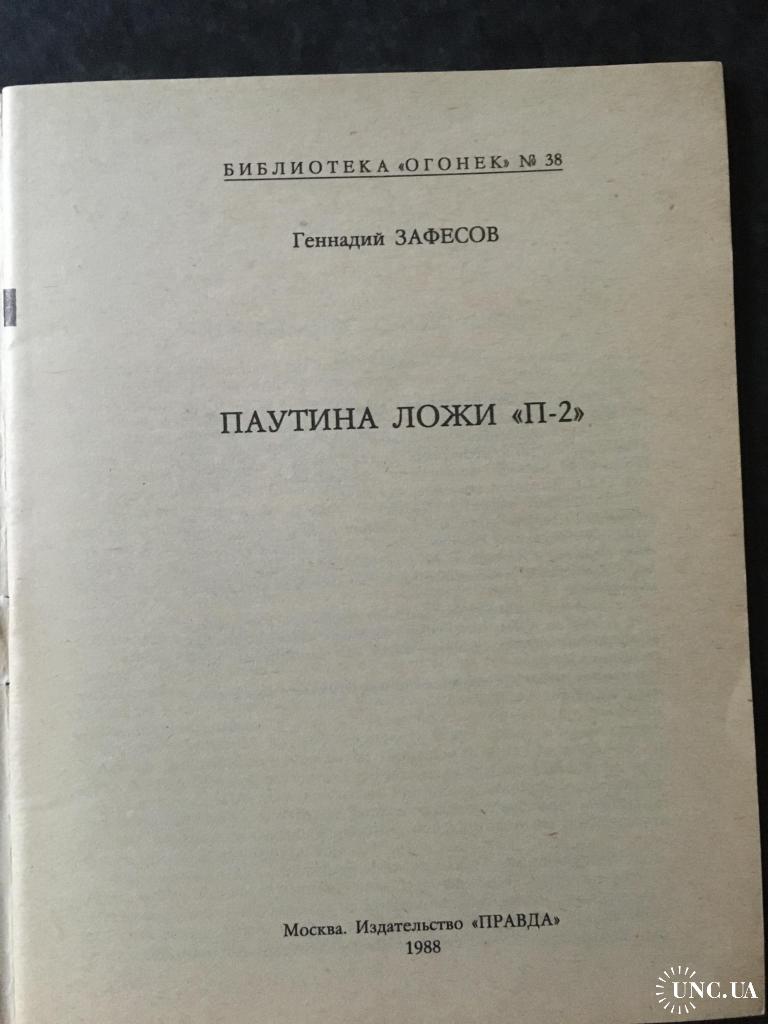 БИБЛИОТЕКА «ОГОНЕК» № 38
Геннадий ЗАФЕСОВ
ПАУТИНА ЛОЖИ «П-2»
Москва. Издательство «ПРАВДА»
1988
UNC.UA